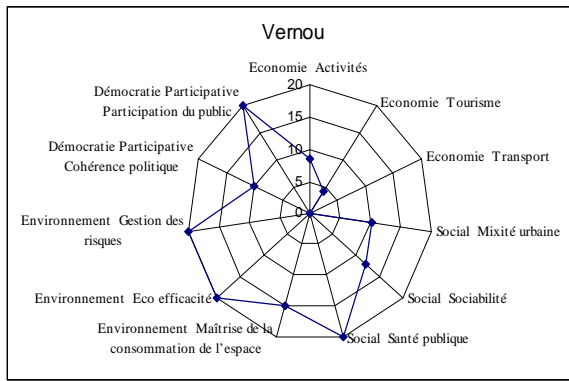 Vernou
Economie Activités
20
Démocratie Participative
Participation du public
Economie Tourisme
15
Démocratie Participative
Cohérence politique
10
Economie Transport
5
Environnement Gestion des
risques
0
Social Mixité urbaine
Environnement Eco efficacité
Social Sociabilité
Environnement Maîtrise de la
consommation de l'espace
Social Santé publique